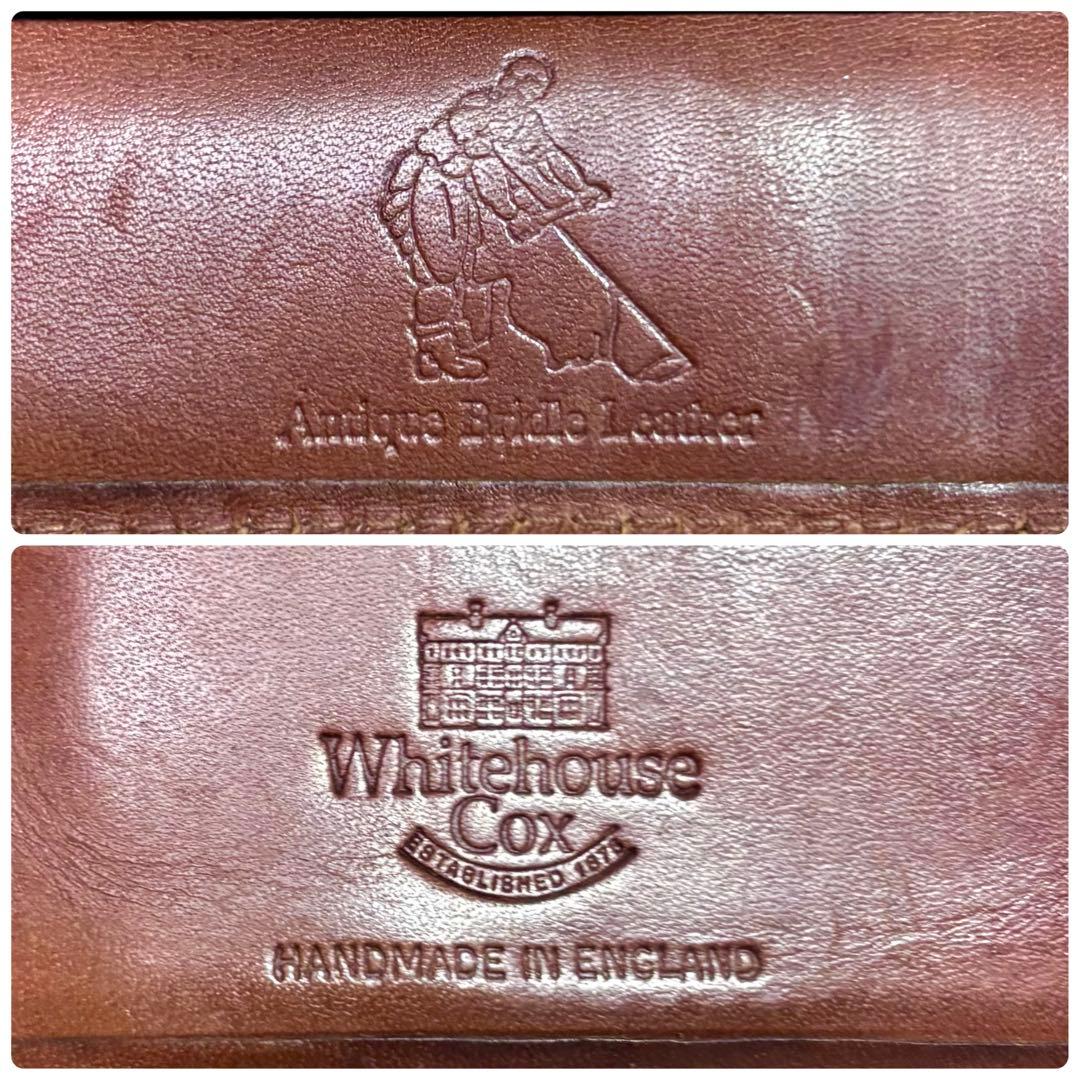 Antique Bridle Leather
Whitehouse
Cox
ESTABLISHED 1875
HANDMADE IN ENGLAND